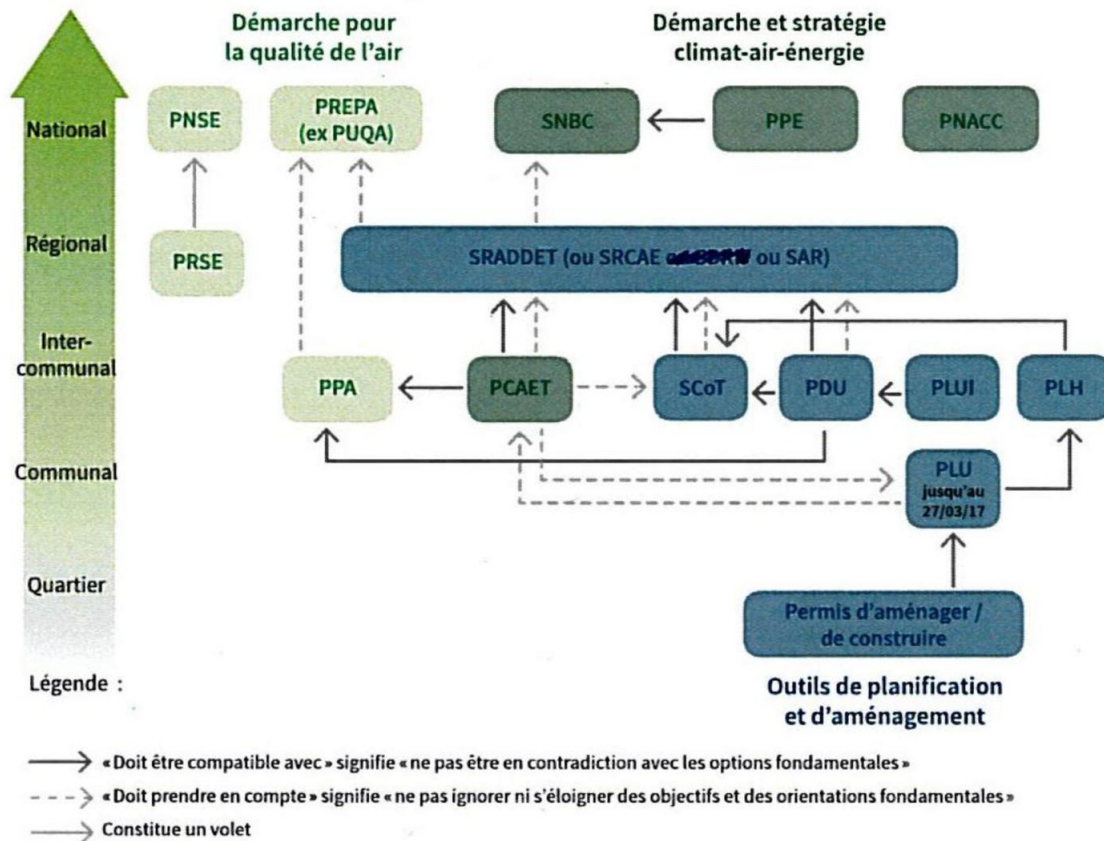 Démarche pour
la qualité de l'air
Démarche et stratégie
climat-air-énergie
National
PNSE
PREPA
(ex PUQA)
SNBC
PPE
PNACC
Régional
PRSE
SRADDET (ou SRCAE ou SAR)
Inter-
communal
PPA
PCAET
SCoT
PDU
PLUI
PLH
Communal
PLU
jusqu'au
27/03/17
Quartier
Permis d'aménager /
de construire
Légende :
Outils de planification
et d'aménagement
« Doit être compatible avec » signifie « ne pas être en contradiction avec les options fondamentales »
« Doit prendre en compte » signifie « ne pas ignorer ni s'éloigner des objectifs et des orientations fondamentales »
Constitue un volet